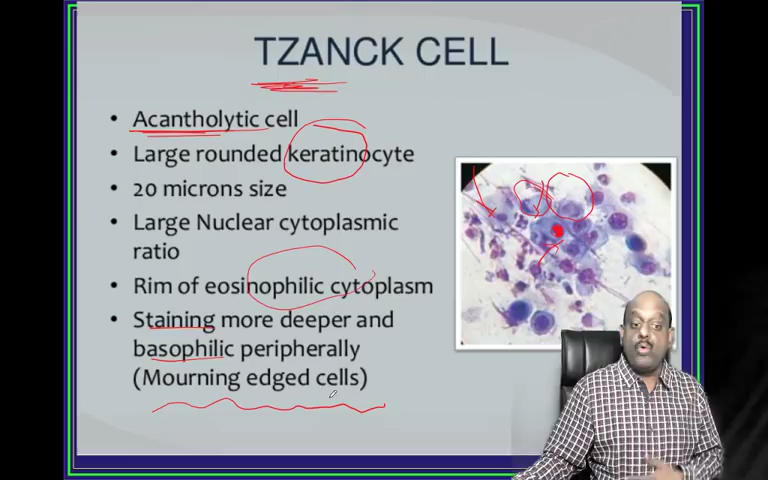 TZANCK CELL
• Acantholytic cell
• Large rounded keratinocyte
• 20 microns size
• Large Nuclear cytoplasmic
ratio
• Rim of eosinophilic cytoplasm
• Staining more deeper and
basophilic peripherally
(Mourning edged cells)